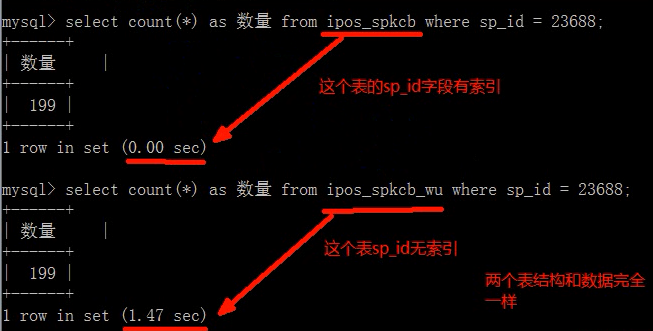 mysql> select count(*) as 数量 from ipos_spkcb where sp_id = 23688;
+------+
| 数量 |
+------+
| 199 |
+------+
1 row in set (0.00 sec)
这个表的sp_id字段有索引
mysql> select count(*) as 数量 from ipos_spkcb_wu where sp_id = 23688;
+------+
| 数量 |
+------+
| 199 |
+------+
1 row in set (1.47 sec)
这个表sp_id无索引
两个表结构和数据完全
一样